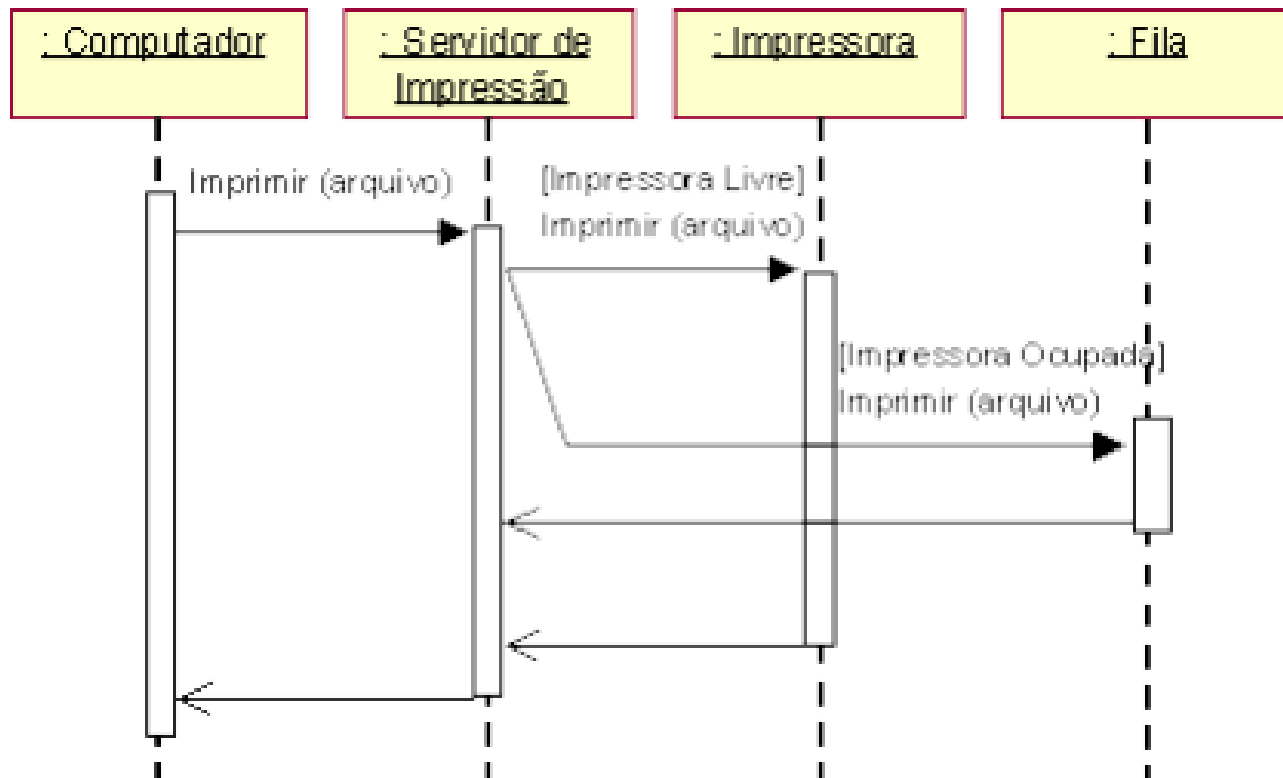 : Computador
: Servidor de
Impressão
: Impressora
: Fila
Imprimir (arquivo)
[Impressora Livre]
Imprimir (arquivo)
[Impressora Ocupada]
Imprimir (arquivo)